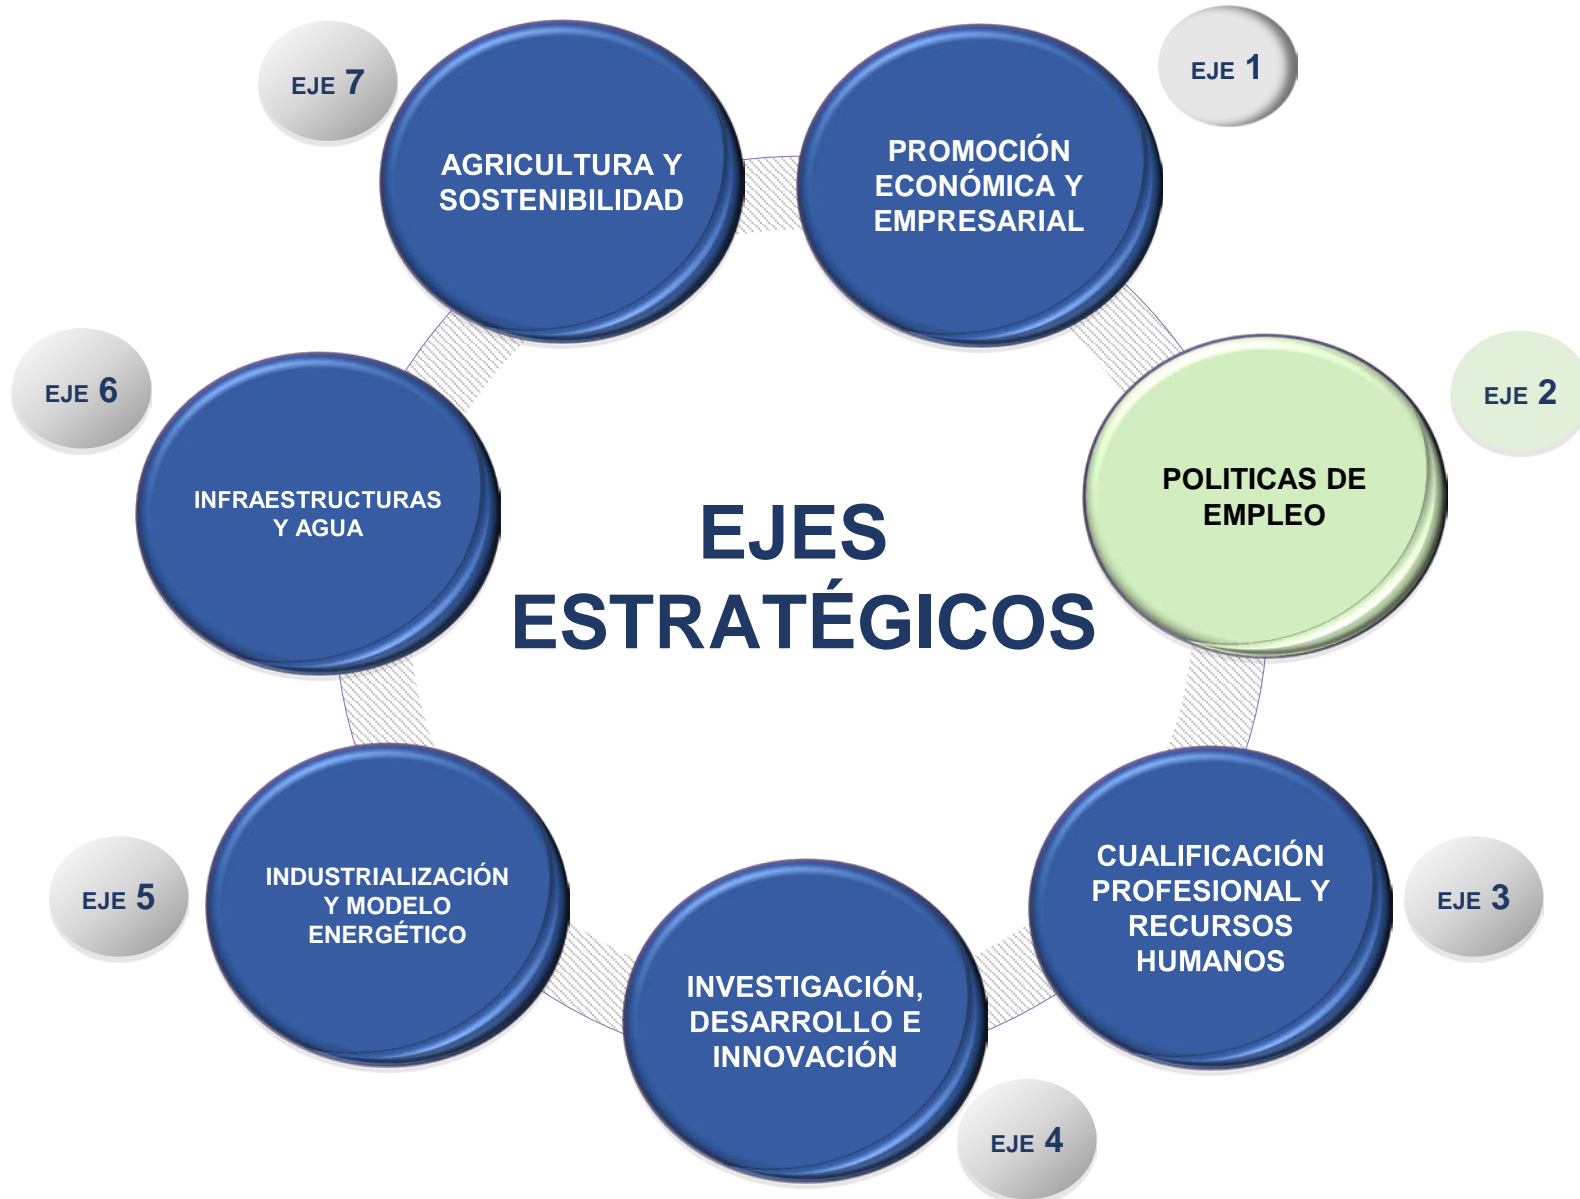 EJE 7
EJE 1
AGRICULTURA Y
SOSTENIBILIDAD
PROMOCIÓN
ECONÓMICA Y
EMPRESARIAL
EJE 6
EJE 2
INFRAESTRUCTURAS
Y AGUA
POLITICAS DE
EMPLEO
EJES
ESTRATÉGICOS
EJE 5
INDUSTRIALIZACIÓN
Y MODELO
ENERGÉTICO
CUALIFICACIÓN
PROFESIONAL Y
RECURSOS
HUMANOS
EJE 3
INVESTIGACIÓN,
DESARROLLO E
INNOVACIÓN
EJE 4